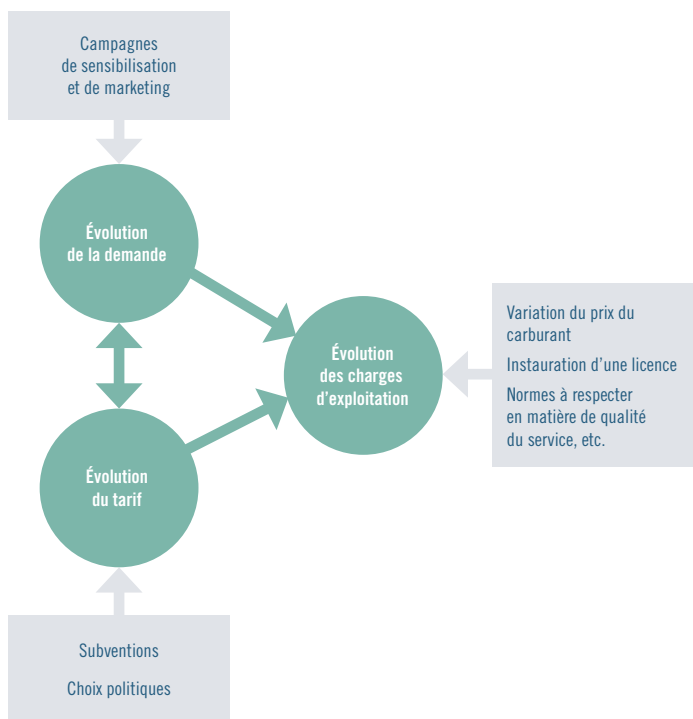 Campagnes
de sensibilisation
et de marketing
Évolution
de la demande
Évolution
des charges
d'exploitation
Variation du prix du
carburant
Instauration d'une licence
Normes à respecter
en matière de qualité
du service, etc.
Évolution
du tarif
Subventions
Choix politiques